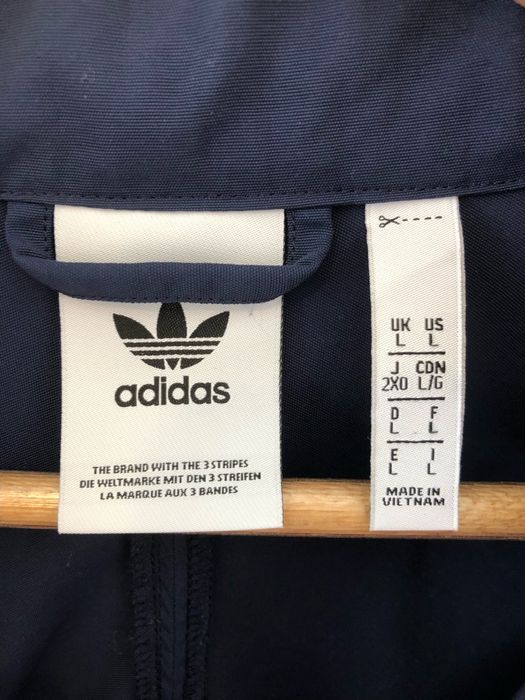 adidas
THE BRAND WITH THE 3 STRIPES
DIE WELTMARKE MIT DEN 3 STREIFEN
LA MARQUE AUX 3 BANDES
UK US
L L
J CDN
2XO L/G
D F
L L
E I
L L
MADE IN
VIETNAM